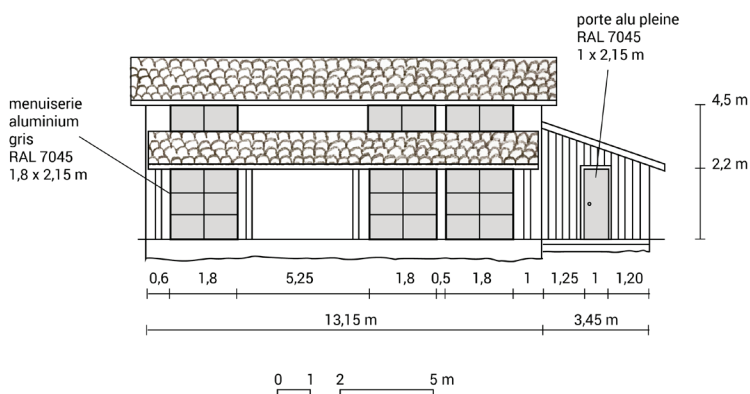 porte alu pleine
RAL 7045
1 x 2,15 m
menuiserie
aluminium
gris
RAL 7045
1,8 x 2,15 m
4,5 m
2,2 m
0,6 1,8 5,25 1,8 0,5 1,8 1 1,25 1 1,20
13,15 m 3,45 m
0 1 2 5 m